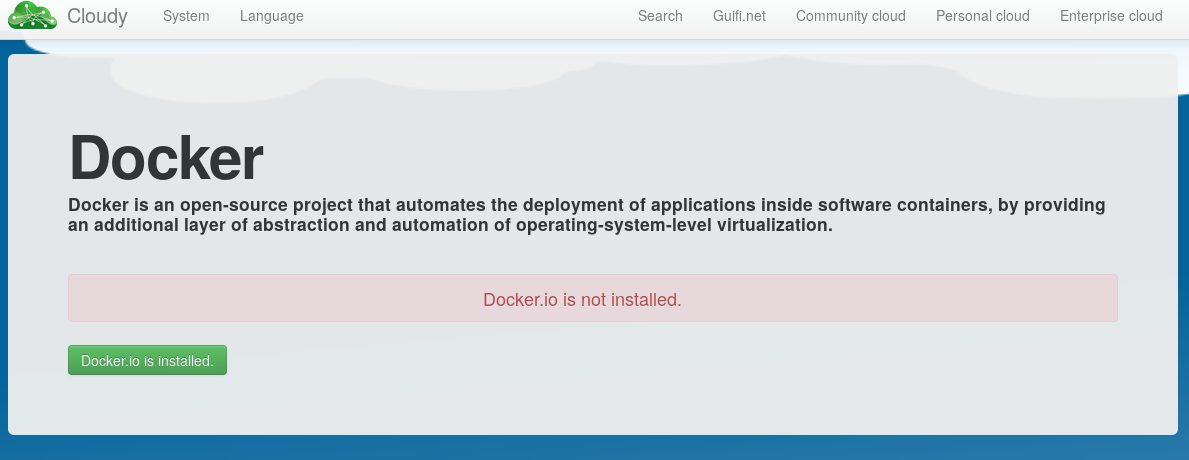 Cloudy System Language Search Guifi.net Community cloud Personal cloud Enterprise cloud
Docker
Docker is an open-source project that automates the deployment of applications inside software containers, by providing
an additional layer of abstraction and automation of operating-system-level virtualization.
Docker.io is not installed.
Docker.io is installed.